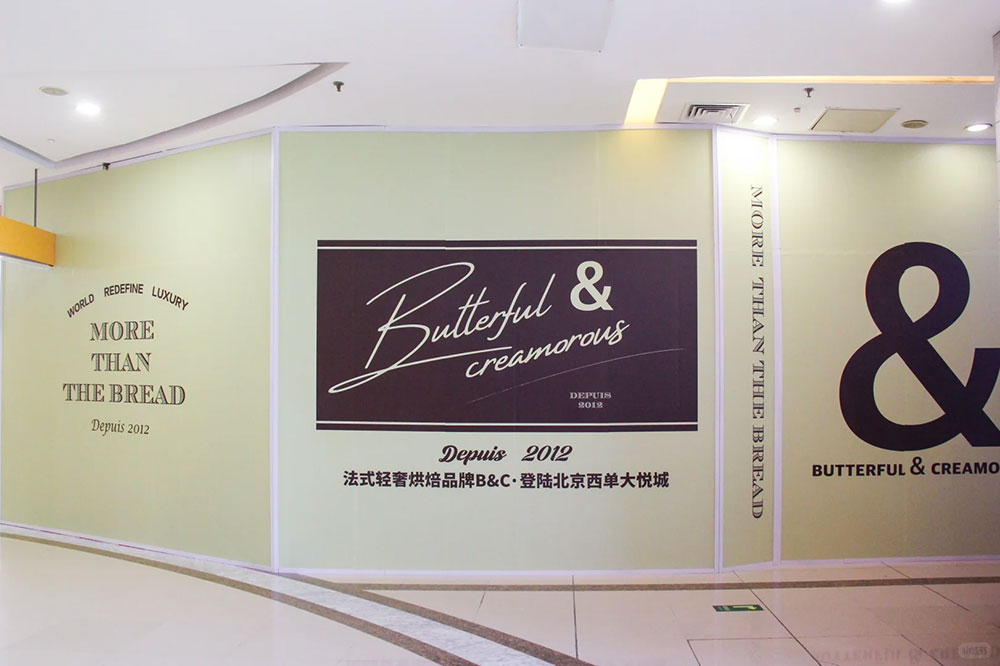 WORLD REDEFINE LUXURY
MORE
THAN
THE BREAD
Depuis 2012
Butterful &
creamorous
DEPUIS
2012
Depuis 2012
法式轻奢烘焙品牌B&C·登陆北京西单大悦城
MORE THAN THE BREAD
&
BUTTERFUL & CREAMO